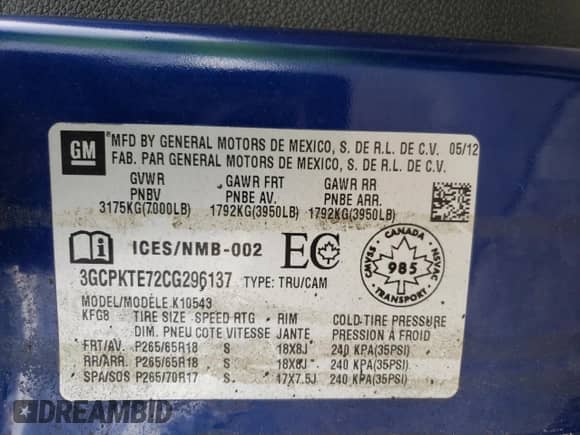 GM
*MFD BY GENERAL MOTORS DE MEXICO, S. DE R.L. DE C.V. 05/12
FAB. PAR GENERAL MOTORS DE MEXICO, S. DE R.L. DE C.V.
GVWR GAWR FRT GAWR RR
PNBV PNBE AV. PNBE ARR.
3175KG(7000LB) 1792KG(3950LB) 1792KG(3950LB)
i ICES/NMB-002 EC
CANADA
CMVSS NSVAC
985
TRANSPORT
3GCPKTE72CG296137 TYPE: TRU/CAM
MODEL/MODÈLE K10543
KFG8 TIRE SIZE SPEED RTG RIM COLD TIRE PRESSURE
DIM. PNEU COTE VITESSE JANTE PRESSION À FROID
FRT/AV. P265/65R18 S 18X8J 240 KPA(35PSI)
RR/ARR. P265/65R18 S 18X8J 240 KPA(35PSI)
SPA/SOS P265/70R17 S 17X7.5J 240 KPA(35PSI)
DREAMBID